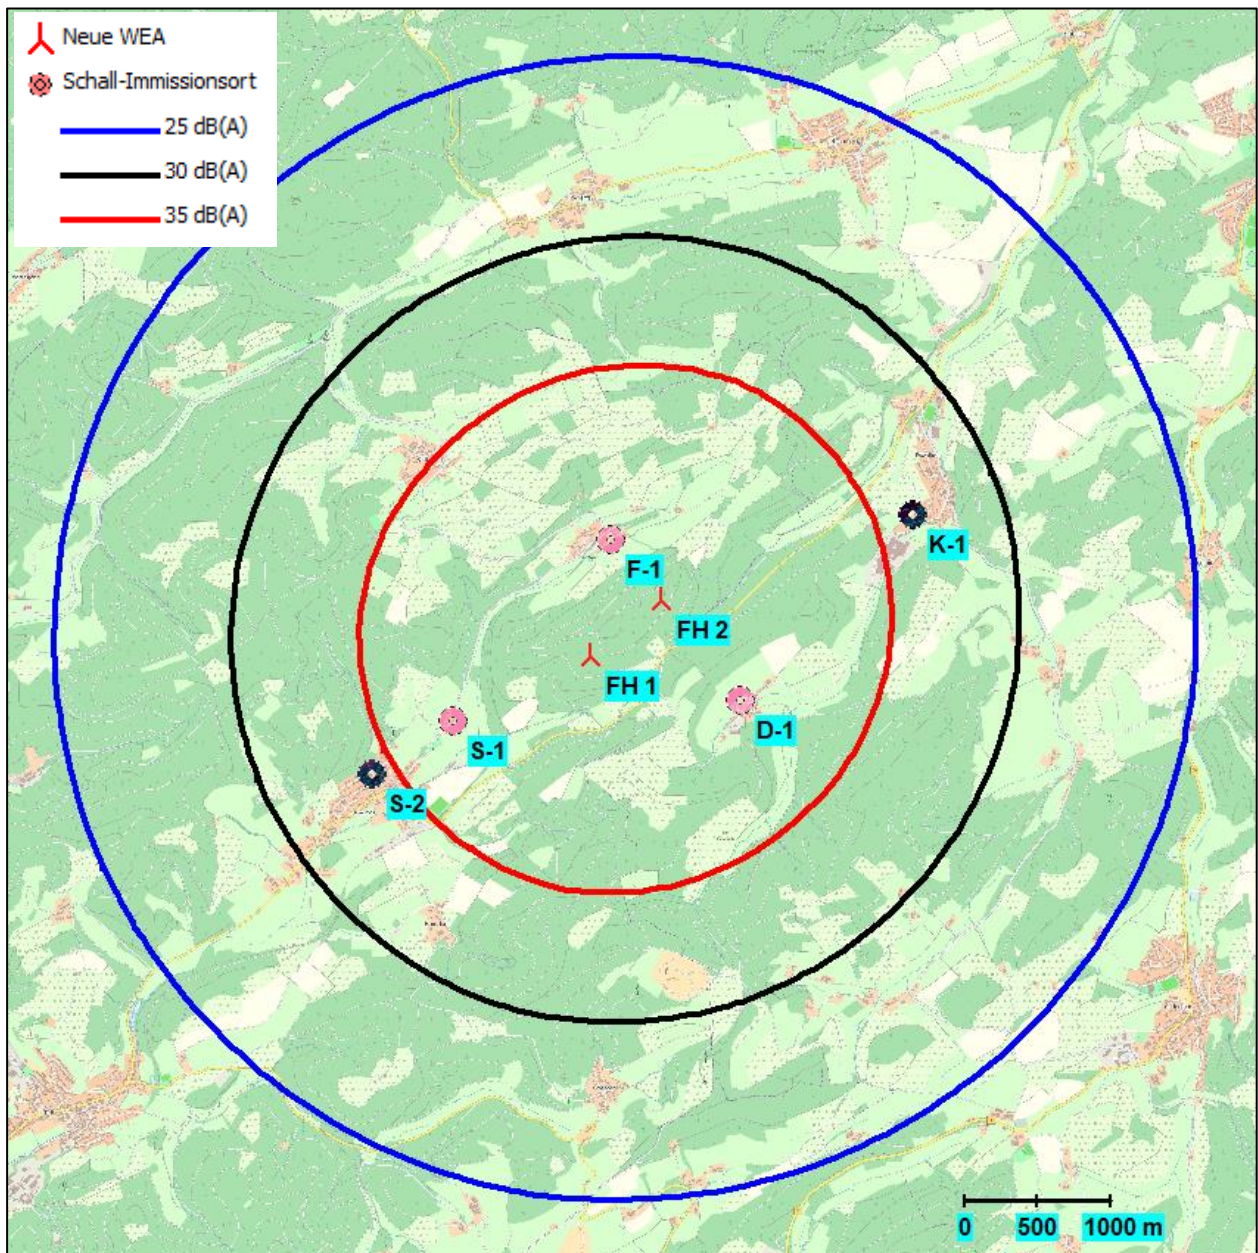 Neue WEA
Schall-Immissionsort
25 dB(A)
30 dB(A)
35 dB(A)
K-1
F-1
FH 2
FH 1
D-1
S-1
S-2
0 500 1000 m